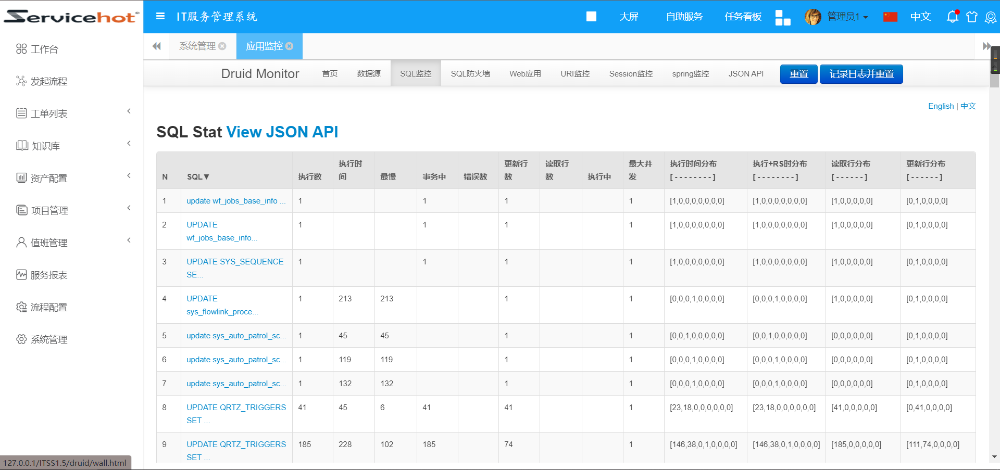 Servicehot®
IT服务管理系统
大屏
自助服务
任务看板
管理员1
中文
工作台
发起流程
工单列表
知识库
资产配置
项目管理
值班管理
服务报表
流程配置
系统管理
系统管理
应用监控
Druid Monitor
首页
数据源
SQL监控
SQL防火墙
Web应用
URI监控
Session监控
spring监控
JSON API
重置
记录日志并重置
English | 中文
SQL Stat View JSON API
N
SQL▼
执行数
执行时
间
最慢
事务中
错误数
更新行
数
读取行
数
执行中
最大并
发
执行时间分布
[ - - - - - - - - ]
执行+RS时分布
[ - - - - - - - - ]
读取行分布
[ - - - - - - ]
更新行分布
[ - - - - - - ]
1 update wf_jobs_base_info ... 1 1 1 1 [1,0,0,0,0,0,0,0] [1,0,0,0,0,0,0,0] [1,0,0,0,0,0] [0,1,0,0,0,0]
2 UPDATE 1 1 1 1 [1,0,0,0,0,0,0,0] [1,0,0,0,0,0,0,0] [1,0,0,0,0,0] [0,1,0,0,0,0]
wf_jobs_base_info...
3 UPDATE SYS_SEQUENCE 1 1 1 1 [1,0,0,0,0,0,0,0] [1,0,0,0,0,0,0,0] [1,0,0,0,0,0] [0,1,0,0,0,0]
SE...
4 UPDATE 1 213 213 1 1 [0,0,0,1,0,0,0,0] [0,0,0,1,0,0,0,0] [1,0,0,0,0,0] [0,1,0,0,0,0]
sys_flowlink_proce...
5 update sys_auto_patrol_sc... 1 45 45 1 1 [0,0,1,0,0,0,0,0] [0,0,1,0,0,0,0,0] [0,0,0,0,0,0] [0,1,0,0,0,0]
6 update sys_auto_patrol_sc... 1 119 119 1 1 [0,0,0,1,0,0,0,0] [0,0,0,1,0,0,0,0] [0,0,0,0,0,0] [0,1,0,0,0,0]
7 update sys_auto_patrol_sc... 1 132 132 1 1 [0,0,0,1,0,0,0,0] [0,0,0,1,0,0,0,0] [0,0,0,0,0,0] [0,1,0,0,0,0]
8 UPDATE QRTZ_TRIGGERS 41 45 6 41 41 1 [23,18,0,0,0,0,0,0] [23,18,0,0,0,0,0,0] [41,0,0,0,0,0] [0,41,0,0,0,0]
SET ...
9 UPDATE QRTZ_TRIGGERS 185 228 102 185 74 1 [146,38,0,1,0,0,0,0] [146,38,0,1,0,0,0,0] [185,0,0,0,0,0] [111,74,0,0,0,0]
SET ...
127.0.0.1/ITSS1.5/druid/wall.html